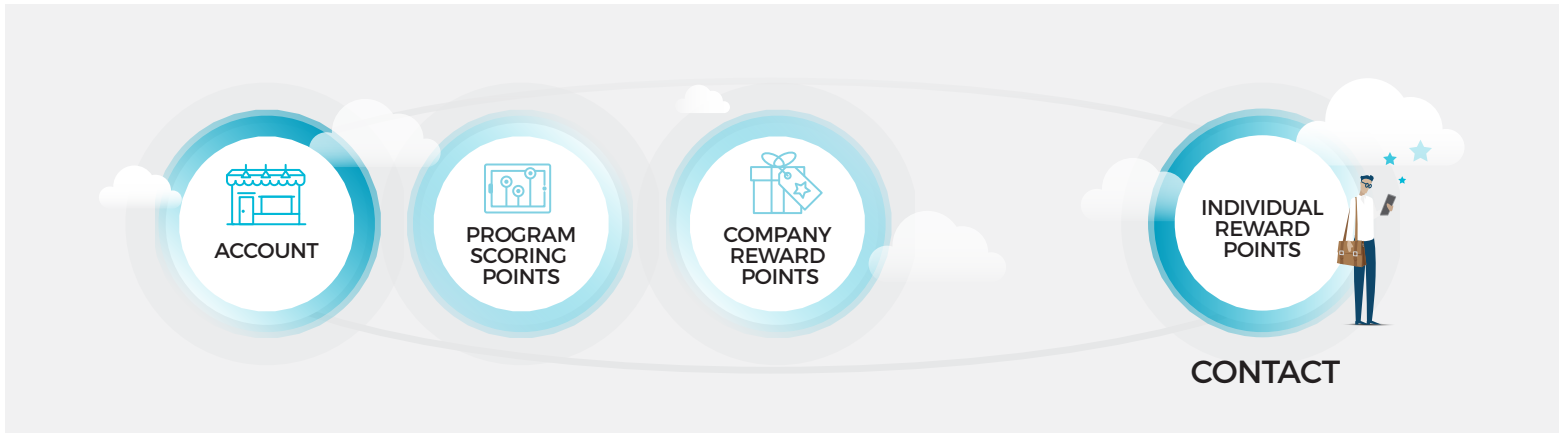 ACCOUNT
PROGRAM
SCORING
POINTS
COMPANY
REWARD
POINTS
INDIVIDUAL
REWARD
POINTS
CONTACT